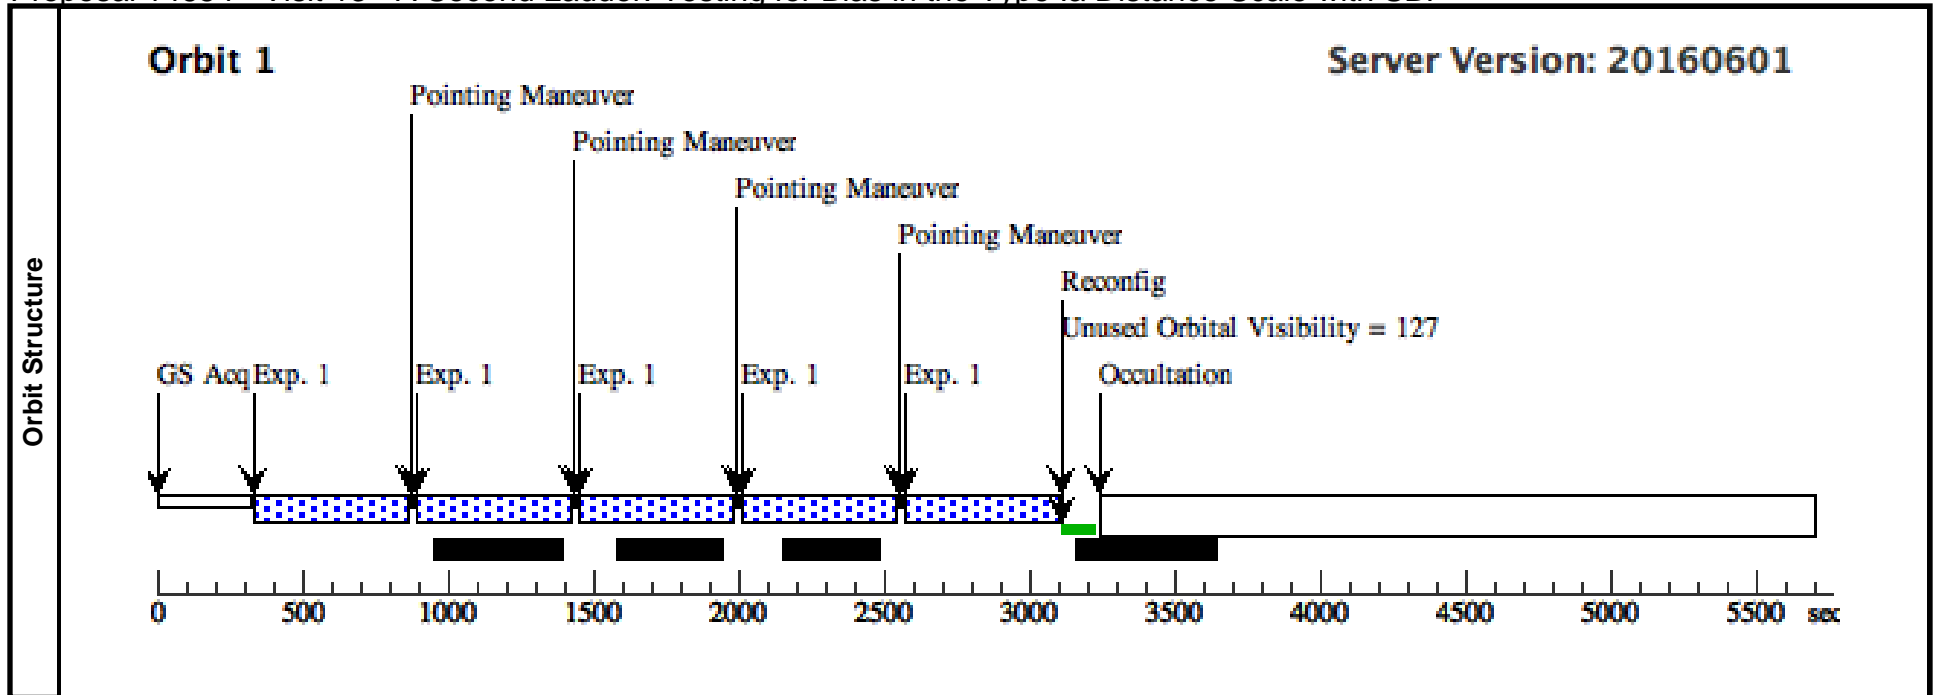 Orbit 1
Server Version: 20160601
Pointing Maneuver
Pointing Maneuver
Pointing Maneuver
Pointing Maneuver
Reconfig
Unused Orbital Visibility = 127
GS Acq Exp. 1 Exp. 1 Exp. 1 Exp. 1 Exp. 1 Occultation
Orbit Structure
0 500 1000 1500 2000 2500 3000 3500 4000 4500 5000 5500 sec